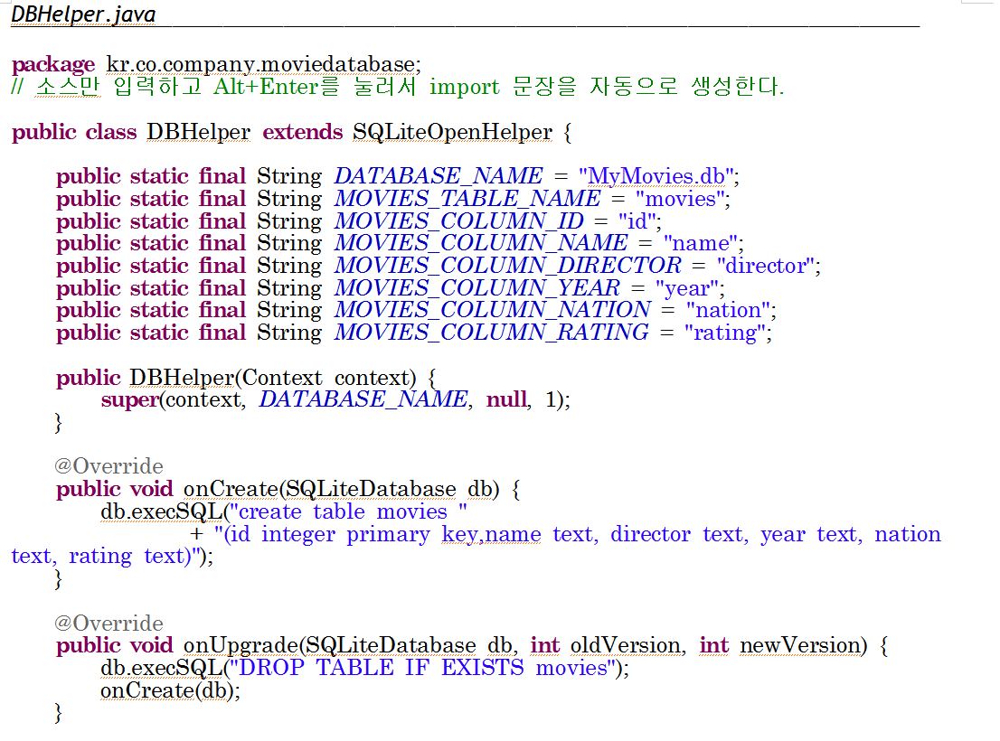 DBHelper.java
package kr.co.company.moviedatabase;
// 소스만 입력하고 Alt+Enter를 눌러서 import 문장을 자동으로 생성한다.
public class DBHelper extends SQLiteOpenHelper {
public static final String DATABASE_NAME = "MyMovies.db";
public static final String MOVIES_TABLE_NAME = "movies";
public static final String MOVIES_COLUMN_ID = "id";
public static final String MOVIES_COLUMN_NAME = "name";
public static final String MOVIES_COLUMN_DIRECTOR = "director";
public static final String MOVIES_COLUMN_YEAR = "year";
public static final String MOVIES_COLUMN_NATION = "nation";
public static final String MOVIES_COLUMN_RATING = "rating";
public DBHelper(Context context) {
super(context, DATABASE_NAME, null, 1);
}
@Override
public void onCreate(SQLiteDatabase db) {
db.execSQL("create table movies "
+ "(id integer primary key,name text, director text, year text, nation
text, rating text)");
}
@Override
public void onUpgrade(SQLiteDatabase db, int oldVersion, int newVersion) {
db.execSQL("DROP TABLE IF EXISTS movies");
onCreate(db);
}